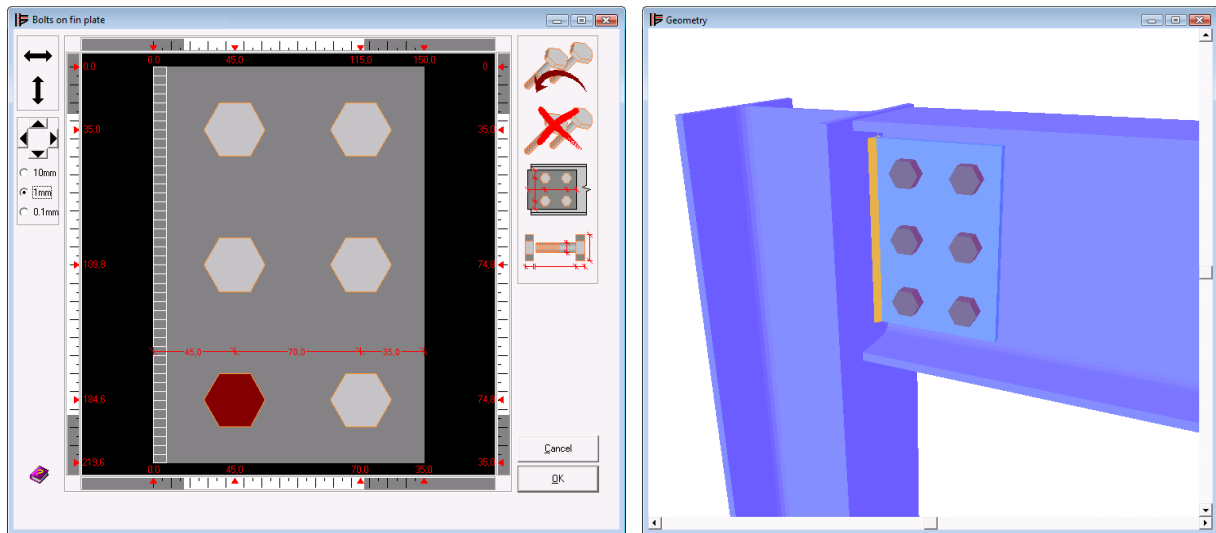 Bolts on fin plate
0.0 45,0 115,0 150,0
0,0 0
35,0 35,0
10mm
1mm
0.1mm
109,8 74,8
45,0 70,0 35,0
184,6 74,8
219,6 35,0
0,0 45,0 70,0 35,0
Cancel
OK
Geometry